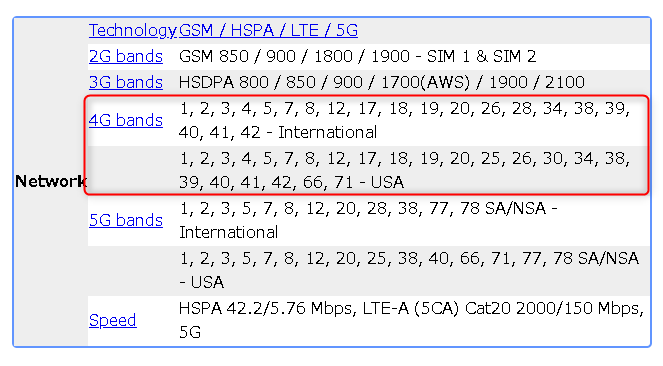 Technology GSM / HSPA / LTE / 5G
2G bands GSM 850 / 900 / 1800 / 1900 - SIM 1 & SIM 2
3G bands HSDPA 800 / 850 / 900 / 1700(AWS) / 1900 / 2100
4G bands 1, 2, 3, 4, 5, 7, 8, 12, 17, 18, 19, 20, 26, 28, 34, 38, 39,
40, 41, 42 - International
1, 2, 3, 4, 5, 7, 8, 12, 17, 18, 19, 20, 25, 26, 30, 34, 38,
Network 39, 40, 41, 42, 66, 71 - USA
5G bands 1, 2, 3, 5, 7, 8, 12, 20, 28, 38, 77, 78 SA/NSA -
International
1, 2, 3, 5, 7, 8, 12, 20, 25, 38, 40, 66, 71, 77, 78 SA/NSA
- USA
Speed HSPA 42.2/5.76 Mbps, LTE-A (5CA) Cat20 2000/150 Mbps,
5G